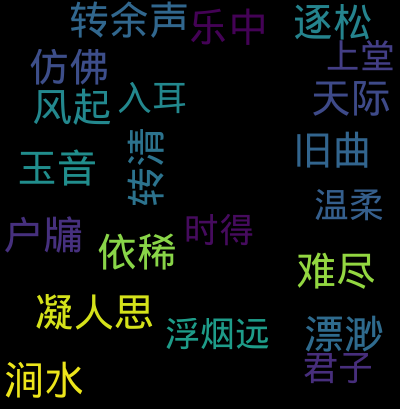 转余声
乐中
逐松
上堂
仿佛
风起
入耳
天际
转清
旧曲
玉音
温柔
户牖
时得
依稀
难尽
凝人思
浮烟远
漂渺
君子
涧水